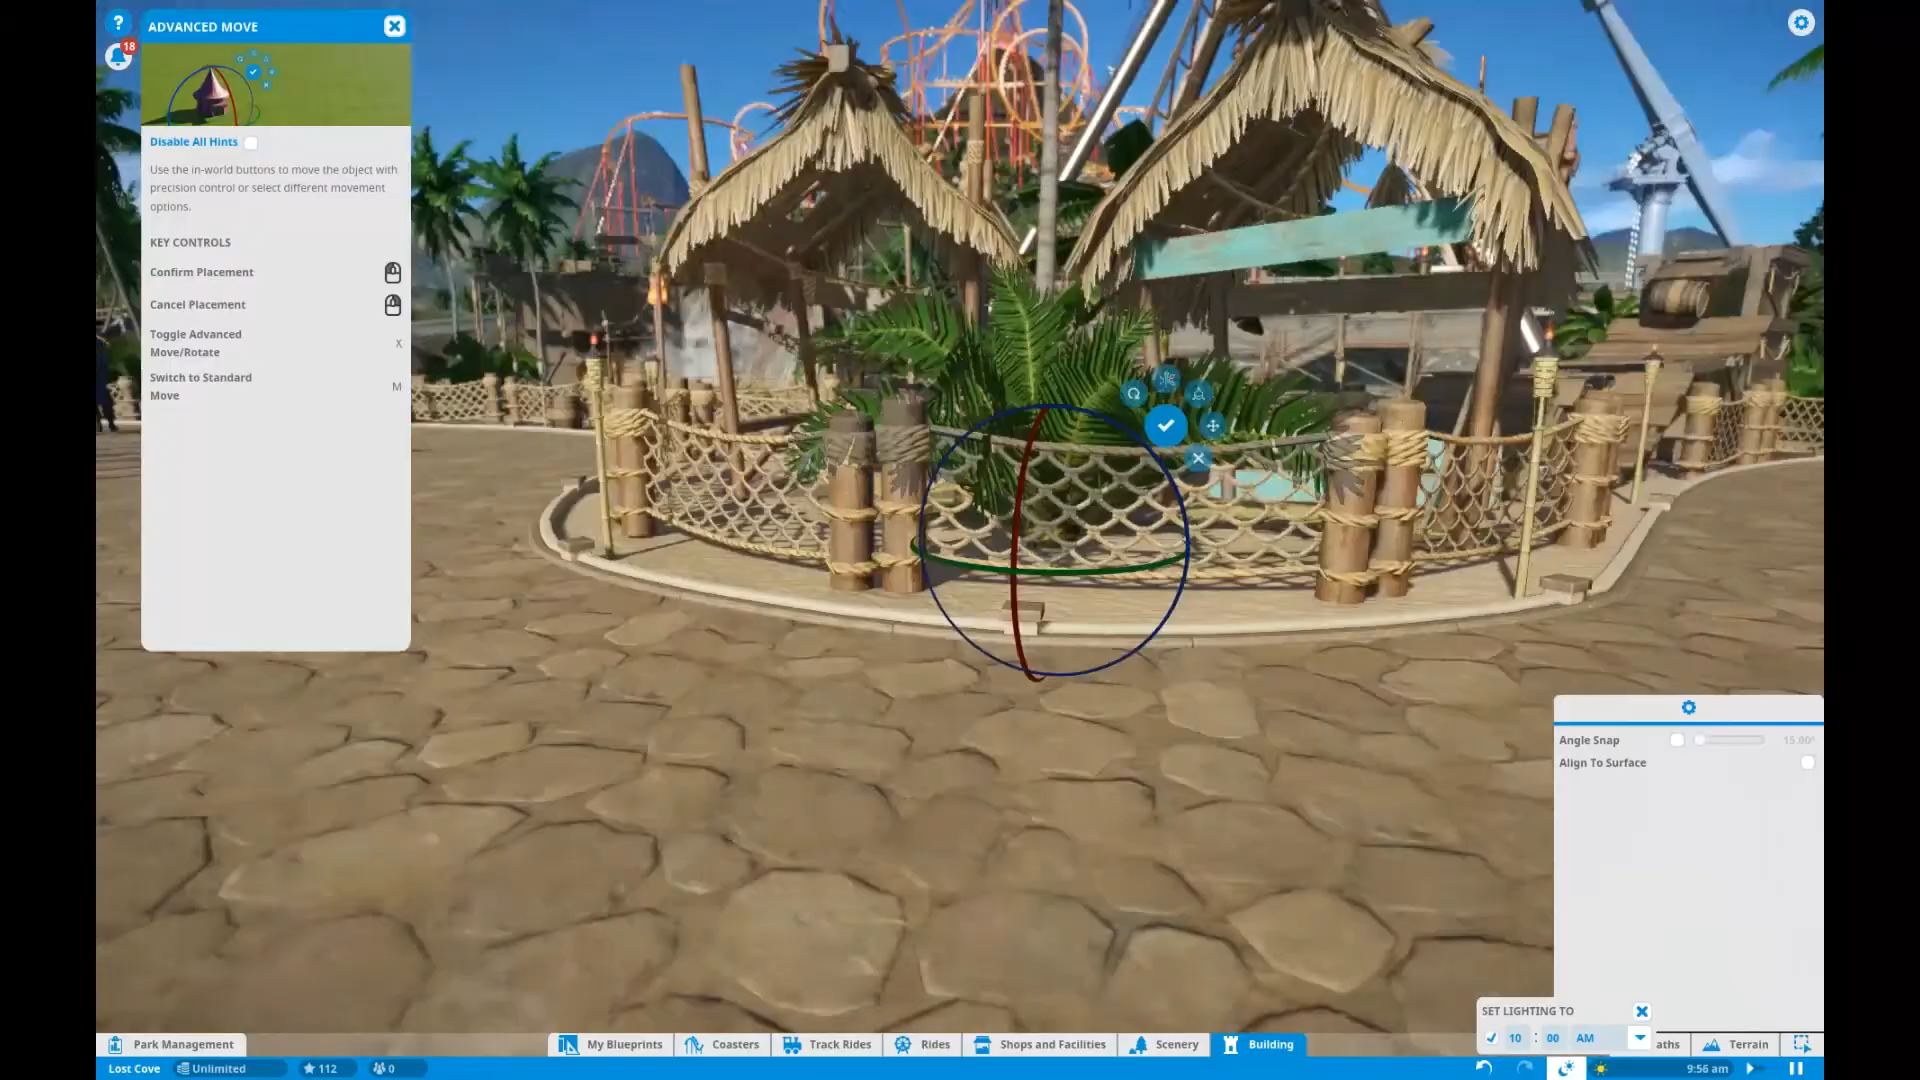 ?
18
ADVANCED MOVE
Disable All Hints
Use the in-world buttons to move the object with
precision control or select different movement
options.
KEY CONTROLS
Confirm Placement
Cancel Placement
Toggle Advanced
Move/Rotate
X
Switch to Standard
Move
M
Angle Snap
15.00°
Align To Surface
SET LIGHTING TO
10 : 00 AM
Park Management
My Blueprints
Coasters
Track Rides
Rides
Shops and Facilities
Scenery
Building
aths
Terrain
Lost Cove
Unlimited
112
0
9:56 am